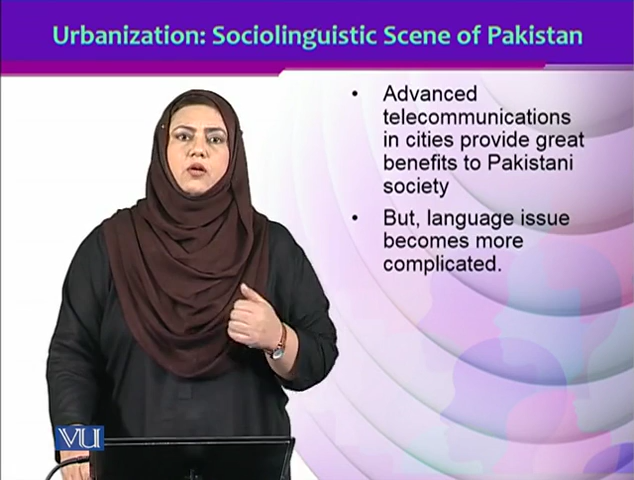 Urbanization: Sociolinguistic Scene of Pakistan
• Advanced
telecommunications
in cities provide great
benefits to Pakistani
society
• But, language issue
becomes more
complicated.
VU